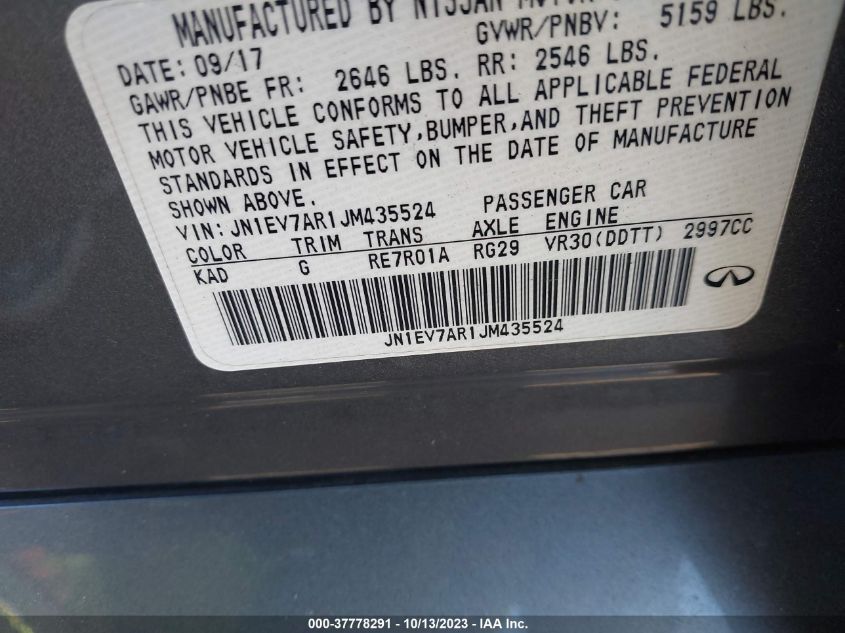 MANUFACTURED BY NISSAN MOTOR
GVWR/PNBV: 5159 LBS.
DATE: 09/17
GAWR/PNBE FR: 2646 LBS. RR: 2546 LBS.
THIS VEHICLE CONFORMS TO ALL APPLICABLE FEDERAL
MOTOR VEHICLE SAFETY,BUMPER,AND THEFT PREVENTION
STANDARDS IN EFFECT ON THE DATE OF MANUFACTURE
SHOWN ABOVE.
VIN: JN1EV7AR1JM435524 PASSENGER CAR
COLOR TRIM TRANS AXLE ENGINE
KAD G RE7R01A RG29 VR30(DDTT) 2997CC
JN1EV7AR1JM435524
000-37778291 - 10/13/2023 - IAA Inc.